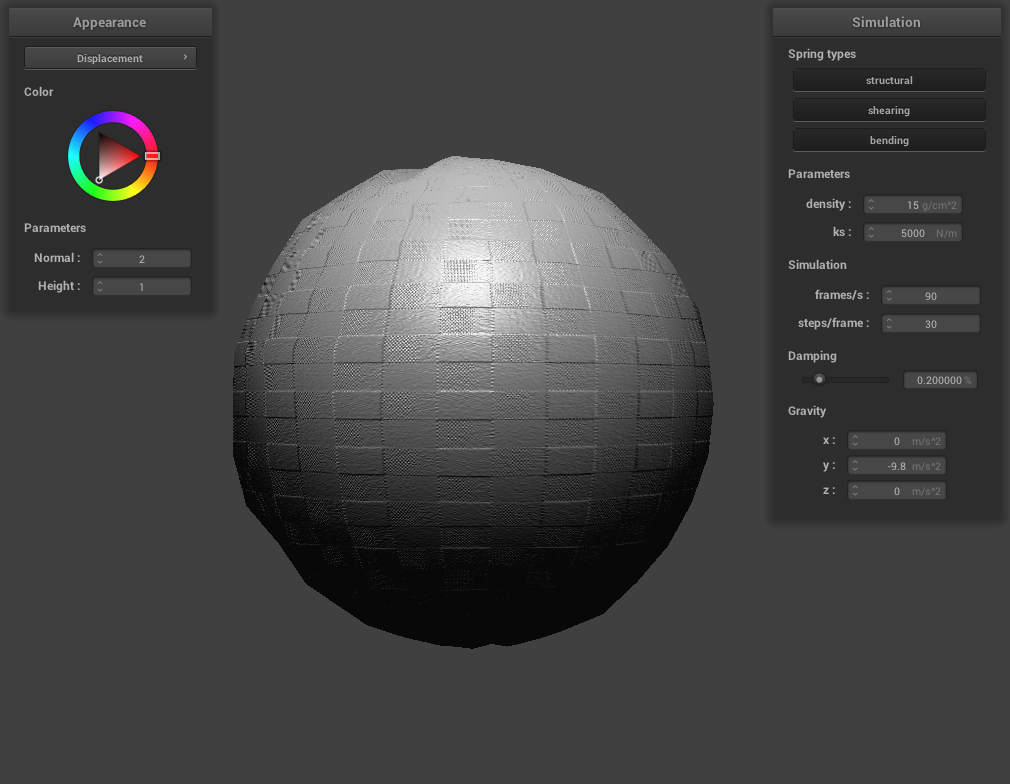 Appearance
Displacement
Color
Parameters
Normal : 2
Height : 1
Simulation
Spring types
structural
shearing
bending
Parameters
density : 15 g/cm^2
ks : 5000 N/m
Simulation
frames/s : 90
steps/frame : 30
Damping
0.200000 %
Gravity
x : 0 m/s^2
y : -9.8 m/s^2
z : 0 m/s^2